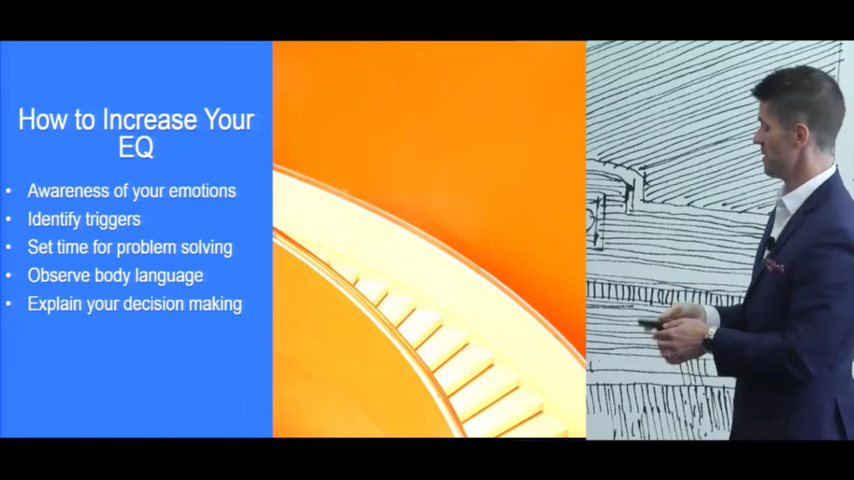 How to Increase Your
EQ
• Awareness of your emotions
• Identify triggers
• Set time for problem solving
• Observe body language
• Explain your decision making